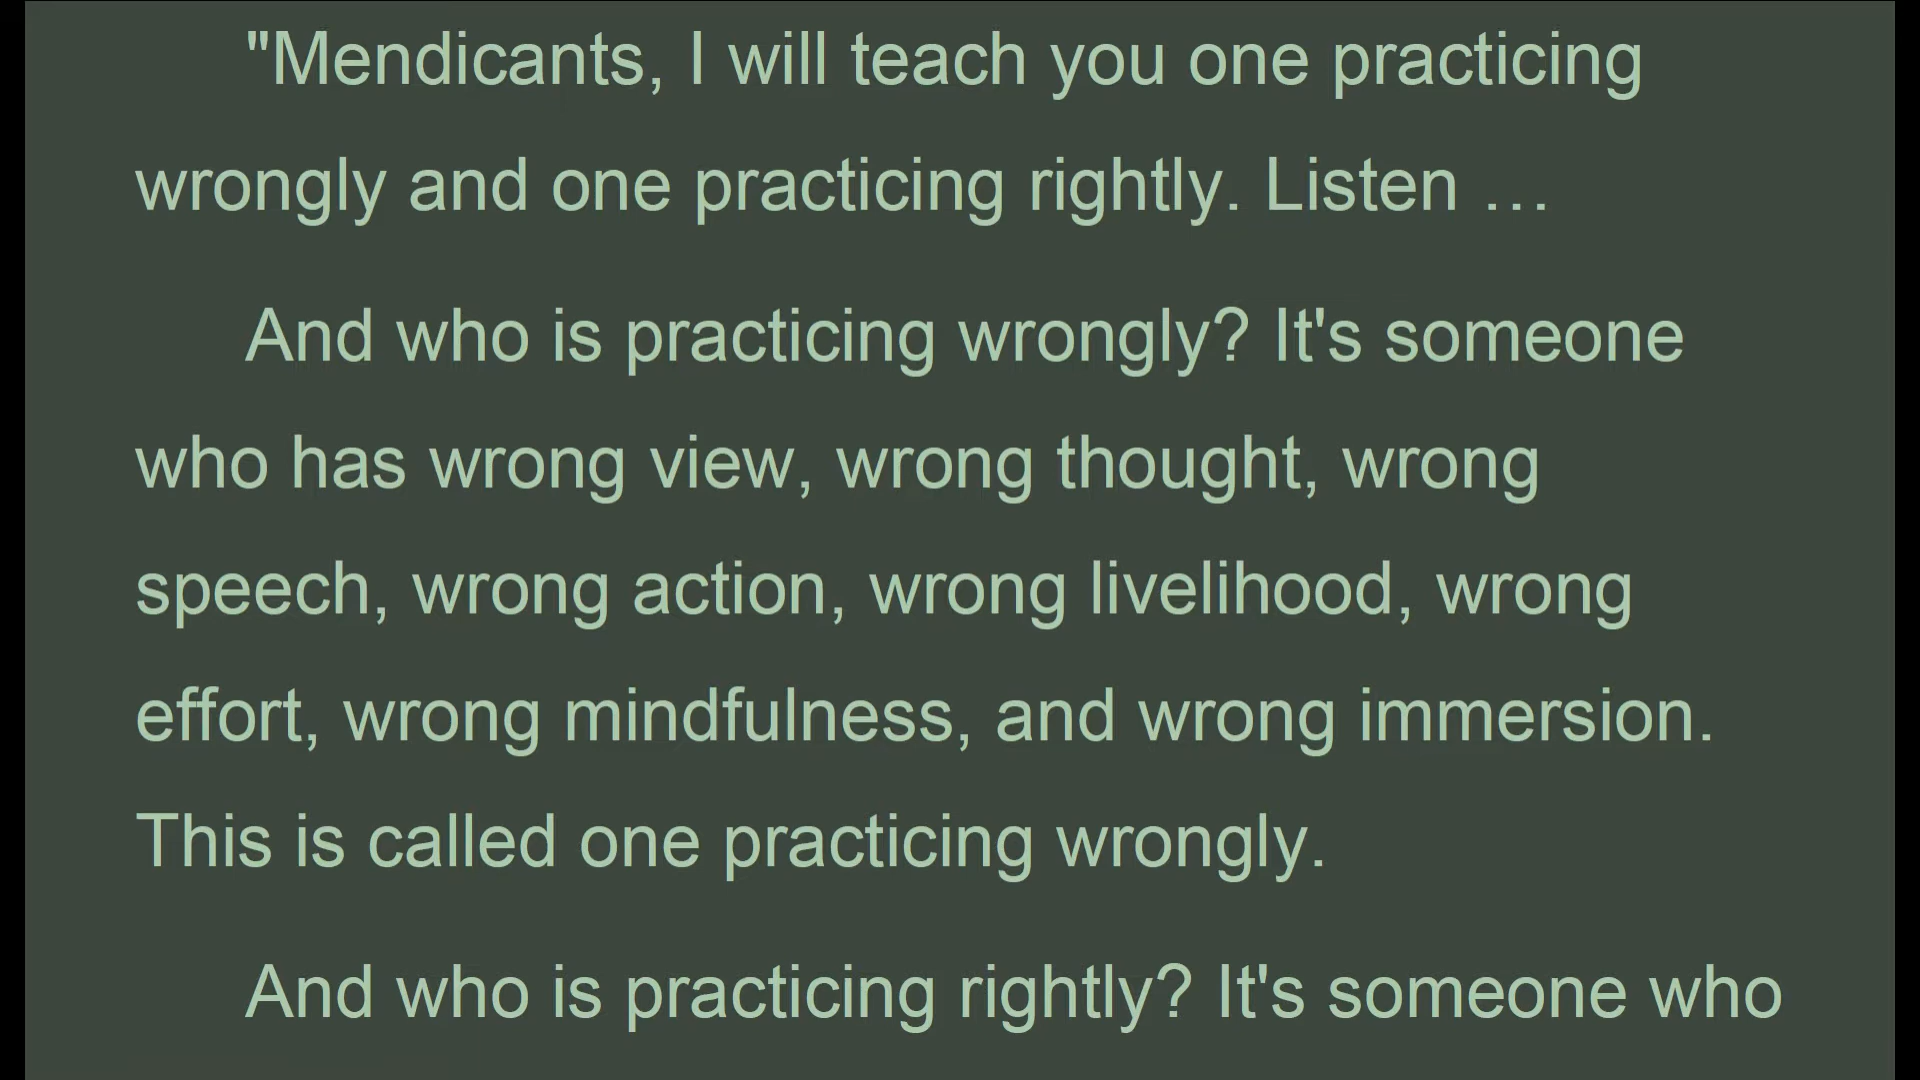 "Mendicants, I will teach you one practicing
wrongly and one practicing rightly. Listen …
And who is practicing wrongly? It's someone
who has wrong view, wrong thought, wrong
speech, wrong action, wrong livelihood, wrong
effort, wrong mindfulness, and wrong immersion.
This is called one practicing wrongly.
And who is practicing rightly? It's someone who